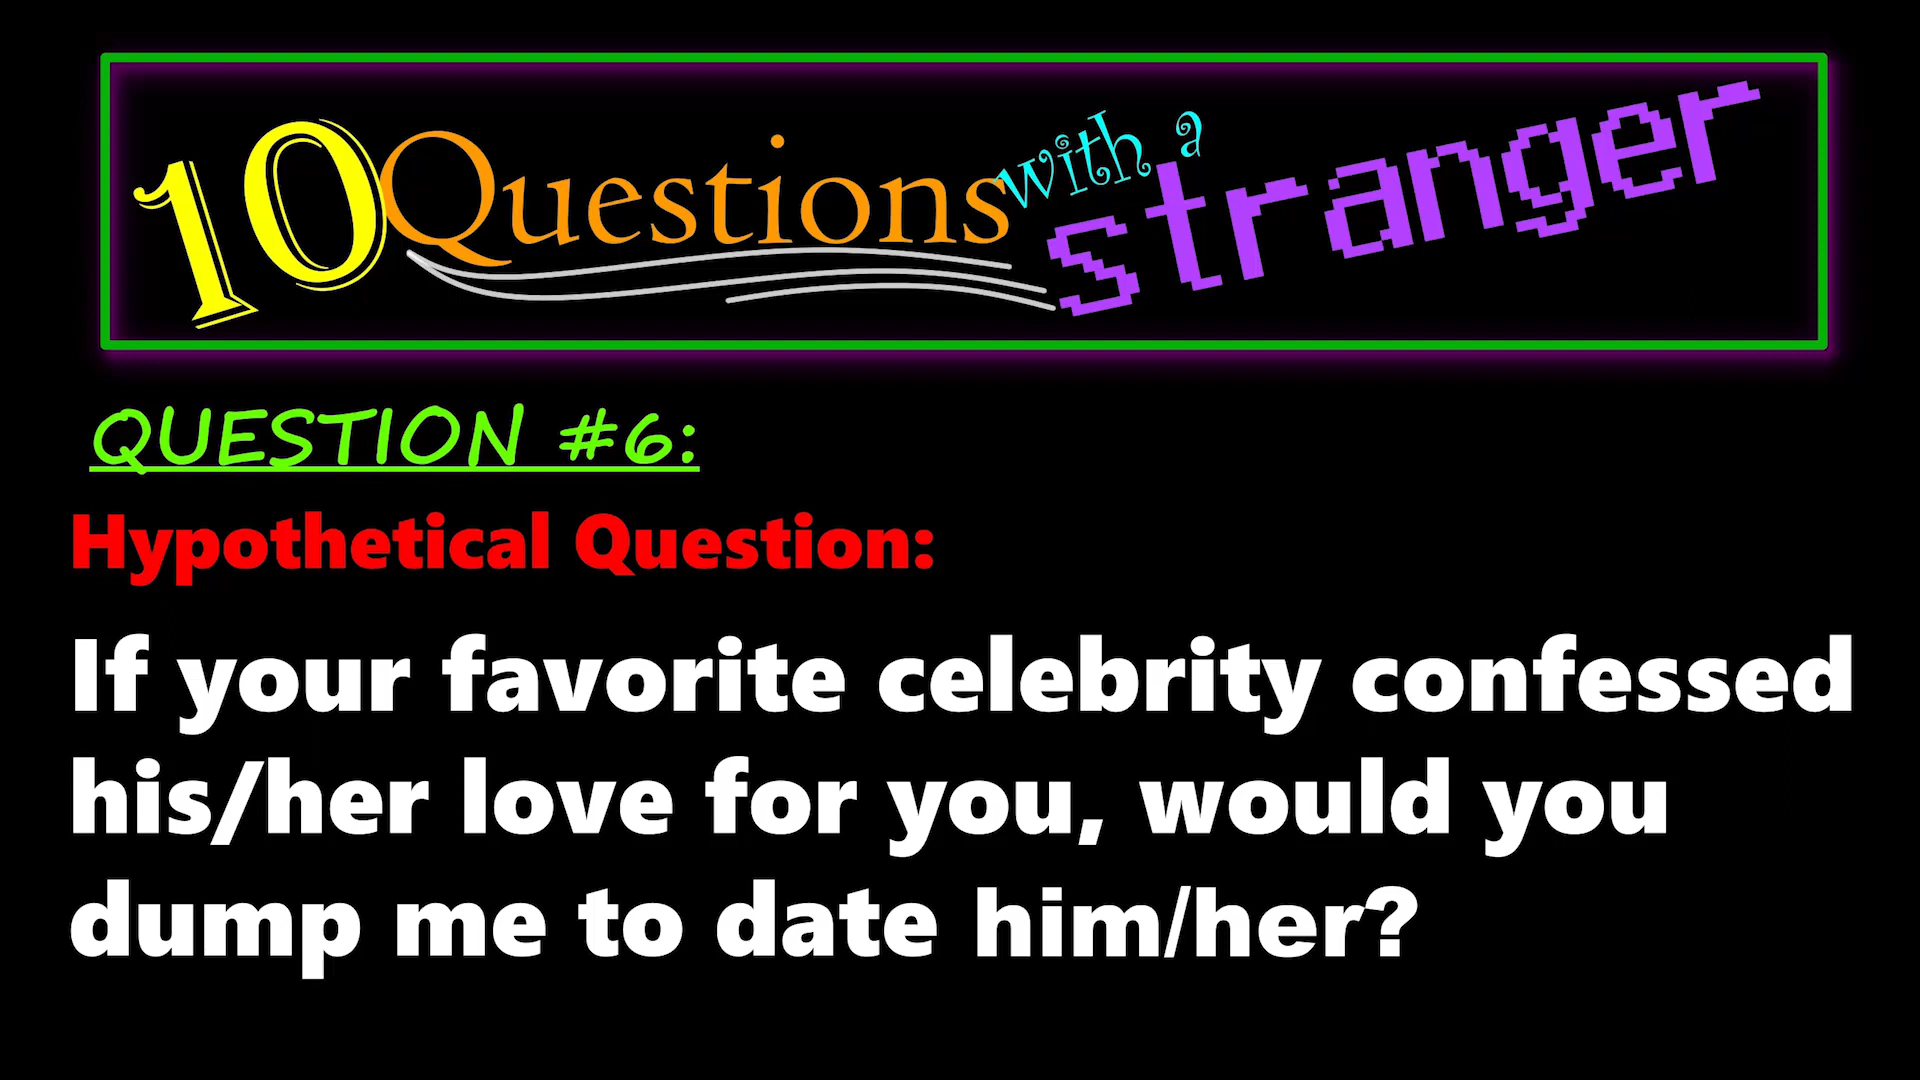 10 Questions with a stranger
QUESTION #6:
Hypothetical Question:
If your favorite celebrity confessed
his/her love for you, would you
dump me to date him/her?